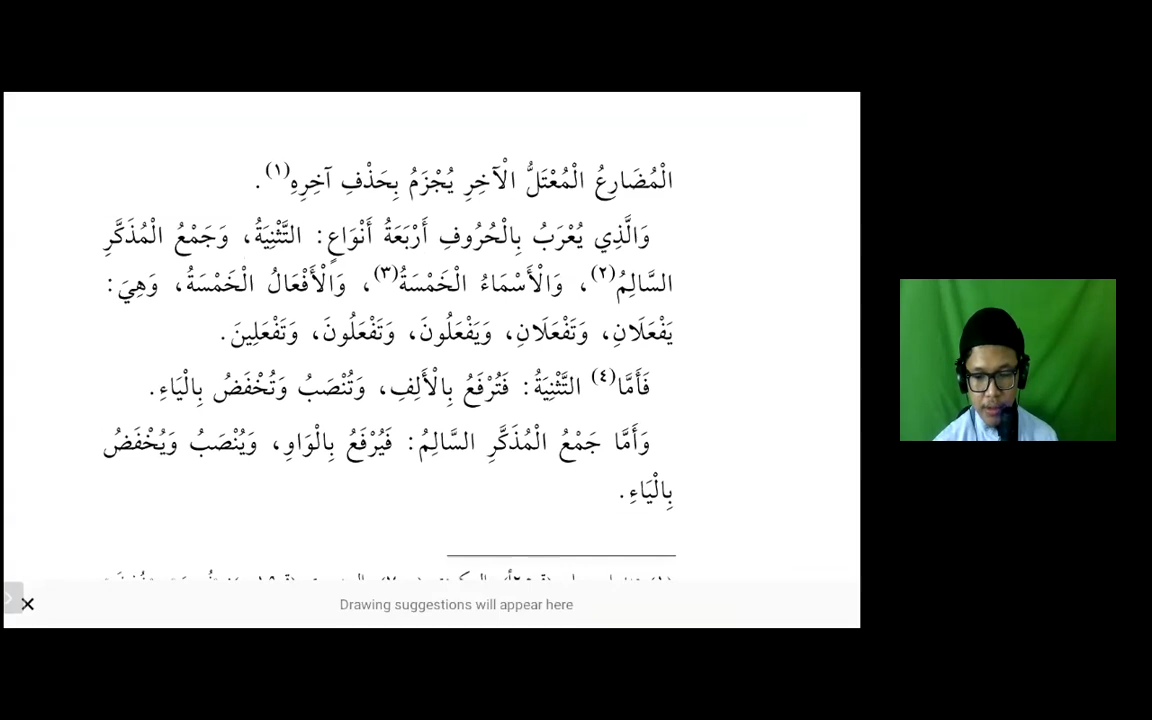 الْمُضَارِعُ الْمُعْتَلُّ الْآخِرِ يُجْزَمُ بِحَذْفِ آخِرِهِ(١).
وَالَّذِي يُعْرَبُ بِالْحُرُوفِ أَرْبَعَةُ أَنْوَاعٍ: التَّثْنِيَةُ، وَجَمْعُ الْمُذَكَّرِ
السَّالِمُ(٢)، وَالْأَسْمَاءُ الْخَمْسَةُ(٣)، وَالْأَفْعَالُ الْخَمْسَةُ، وَهِيَ:
يَفْعَلَانِ، وَتَفْعَلَانِ، وَيَفْعَلُونَ، وَتَفْعَلُونَ، وَتَفْعَلِينَ.
فَأَمَّا(٤) التَّثْنِيَةُ: فَتُرْفَعُ بِالْأَلِفِ، وَتُنْصَبُ وَتُخْفَضُ بِالْيَاءِ.
وَأَمَّا جَمْعُ الْمُذَكَّرِ السَّالِمُ: فَيُرْفَعُ بِالْوَاوِ، وَيُنْصَبُ وَيُخْفَضُ
بِالْيَاءِ.
Drawing suggestions will appear here